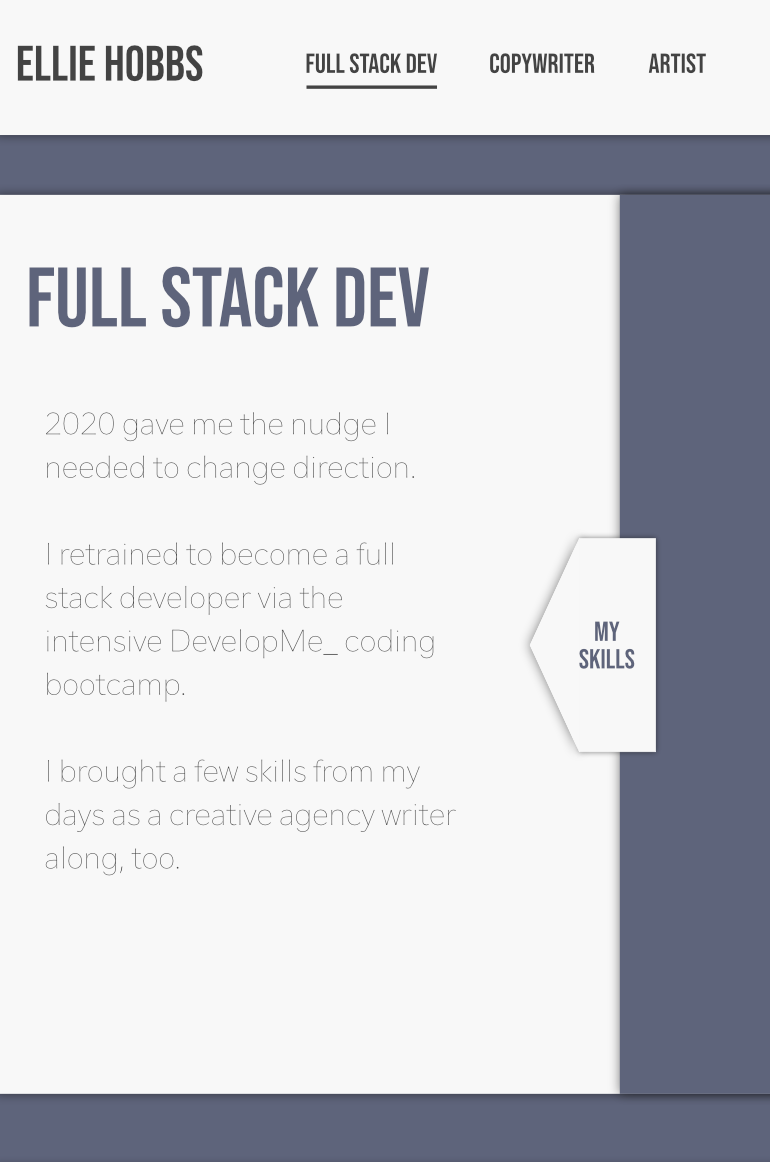 ELLIE HOBBS
FULL STACK DEV
COPYWRITER
ARTIST
FULL STACK DEV
2020 gave me the nudge I
needed to change direction.
I retrained to become a full
stack developer via the
intensive DevelopMe_ coding
bootcamp.
I brought a few skills from my
days as a creative agency writer
along, too.
MY
SKILLS